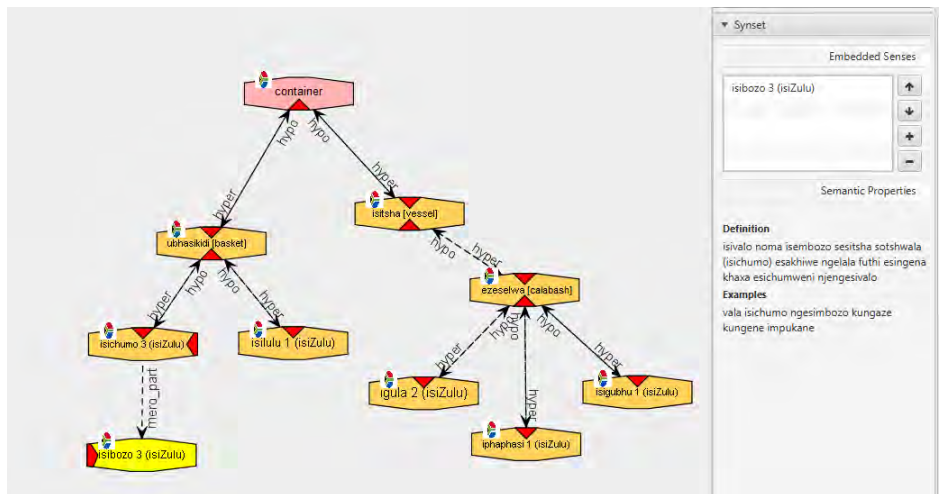 container
hypo
hypo
hyper
hyper
isitsha [vessel]
ubhasikidi [basket]
hypo
hyper
hypo
hypo
ezeselwa [calabash]
hyper
hyper
hypo
hypo
hypo
isichumo 3 (isiZulu)
isilulu 1 (isiZulu)
hyper
hyper
igula 2 (isiZulu)
isigubhu 1 (isiZulu)
mero_part
hyper
iphaphasi 1 (isiZulu)
isibozo 3 (isiZulu)
Synset
Embedded Senses
isibozo 3 (isiZulu)
Semantic Properties
Definition
isivalo noma isembozo sesitsha sotshwala
(isichumo) esakhiwe ngelala futhi esingena
khaxa esichumweni njengesivalo
Examples
vala isichumo ngesimbozo kungaze
kungene impukane